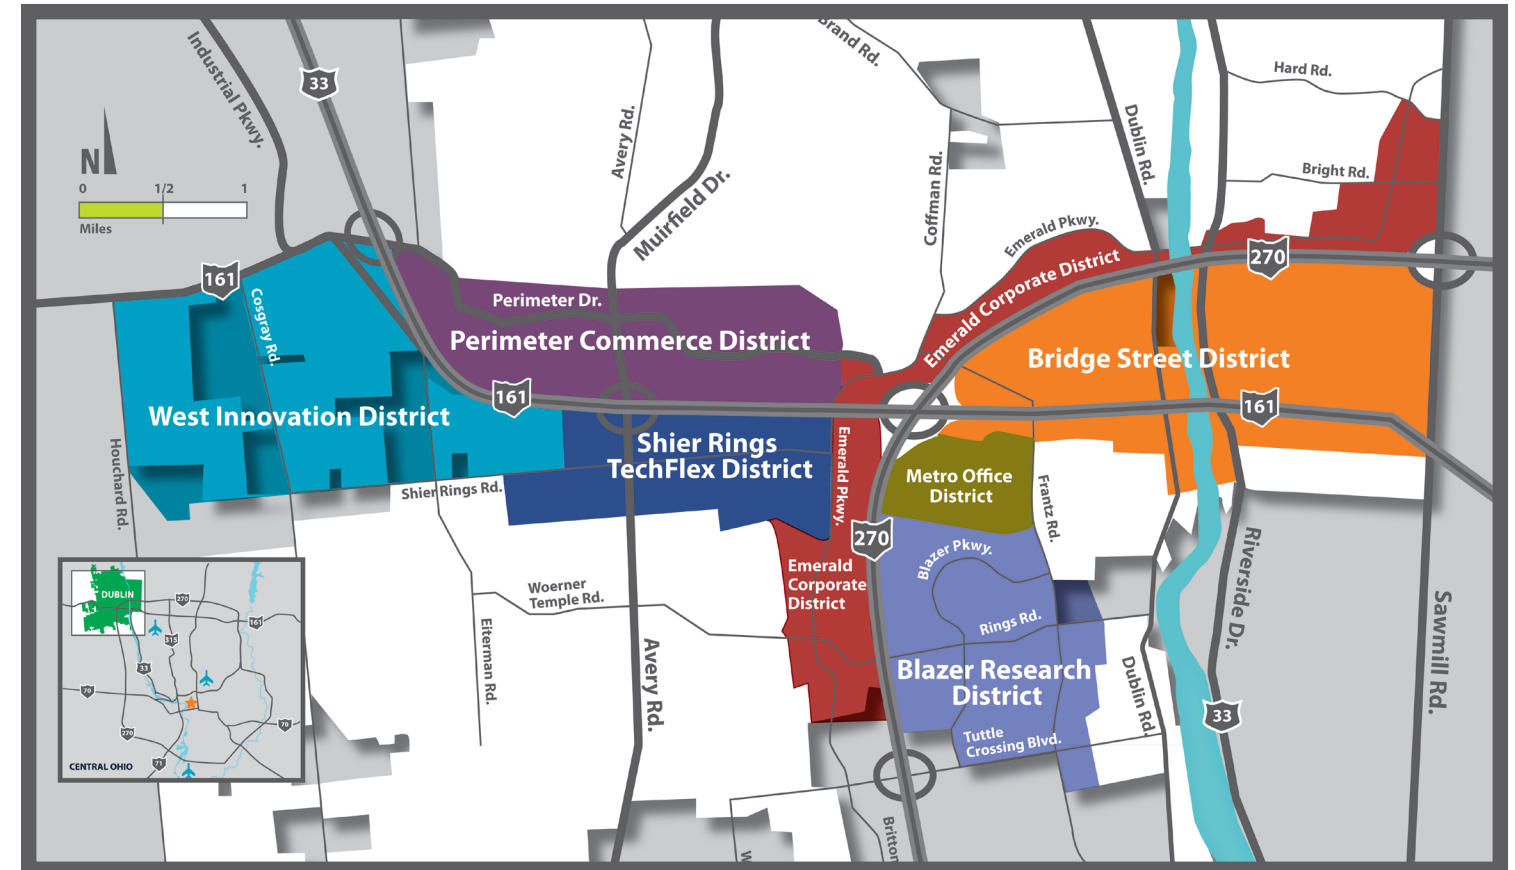 Industrial Pkwy.
33
Brand Rd.
Hard Rd.
Avery Rd.
Dublin Rd.
N
0 1/2 1
Miles
Bright Rd.
Muirfield Dr.
Coffman Rd.
Emerald Pkwy.
161
270
Cosgray Rd.
Perimeter Dr.
Emerald Corporate District
Perimeter Commerce District
Bridge Street District
161
161
West Innovation District
Shier Rings
TechFlex District
Emerald Pkwy.
Metro Office
District
Houchard Rd.
Shier Rings Rd.
Frantz Rd.
270
Riverside Dr.
Blazer Pkwy.
Emerald
Corporate
District
Woerner
Temple Rd.
Rings Rd.
Sawmill Rd.
Eiterman Rd.
Avery Rd.
Blazer Research
District
Dublin Rd.
33
Tuttle
Crossing Blvd.
Britton
W
DUBLIN
270
161
315
33
70
70
270
71
CENTRAL OHIO